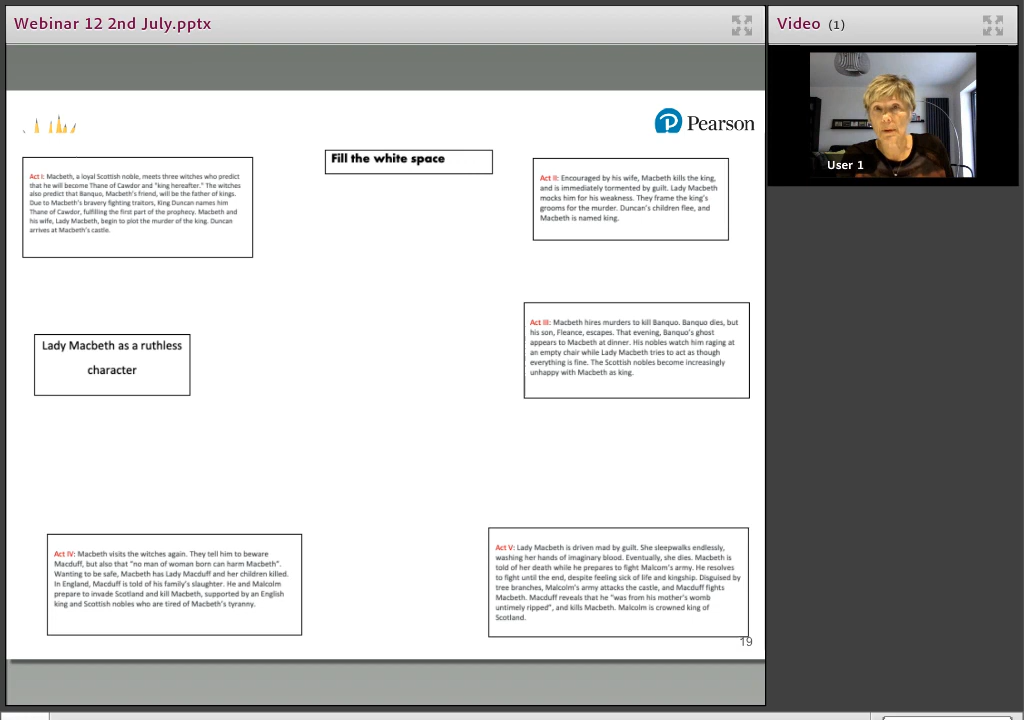 Webinar 12 2nd July.pptx
Video (1)
User 1
Pearson
Fill the white space
Act I: Macbeth, a loyal Scottish noble, meets three witches who predict
that he will become Thane of Cawdor and "king hereafter." The witches
also predict that Banquo, Macbeth's friend, will be the father of kings.
Due to Macbeth's bravery fighting traitors, King Duncan names him
Thane of Cawdor, fulfilling the first part of the prophecy. Macbeth and
his wife, Lady Macbeth, begin to plot the murder of the king. Duncan
arrives at Macbeth's castle.
Act II: Encouraged by his wife, Macbeth kills the king,
and is immediately tormented by guilt. Lady Macbeth
mocks him for his weakness. They frame the king's
grooms for the murder. Duncan's children flee, and
Macbeth is named king.
Act III: Macbeth hires murders to kill Banquo. Banquo dies, but
his son, Fleance, escapes. That evening, Banquo's ghost
appears to Macbeth at dinner. His nobles watch him raging at
an empty chair while Lady Macbeth tries to act as though
everything is fine. The Scottish nobles become increasingly
unhappy with Macbeth as king.
Lady Macbeth as a ruthless
character
Act IV: Macbeth visits the witches again. They tell him to beware
Macduff, but also that "no man of woman born can harm Macbeth".
Wanting to be safe, Macbeth has Lady Macduff and her children killed.
In England, Macduff is told of his family's slaughter. He and Malcolm
prepare to invade Scotland and kill Macbeth, supported by an English
king and Scottish nobles who are tired of Macbeth's tyranny.
Act V: Lady Macbeth is driven mad by guilt. She sleepwalks endlessly,
washing her hands of imaginary blood. Eventually, she dies. Macbeth is
told of her death while he prepares to fight Malcom's army. He resolves
to fight until the end, despite feeling sick of life and kingship. Disguised by
tree branches, Malcolm's army attacks the castle, and Macduff fights
Macbeth. Macduff reveals that he "was from his mother's womb
untimely ripped", and kills Macbeth. Malcolm is crowned king of
Scotland.
19